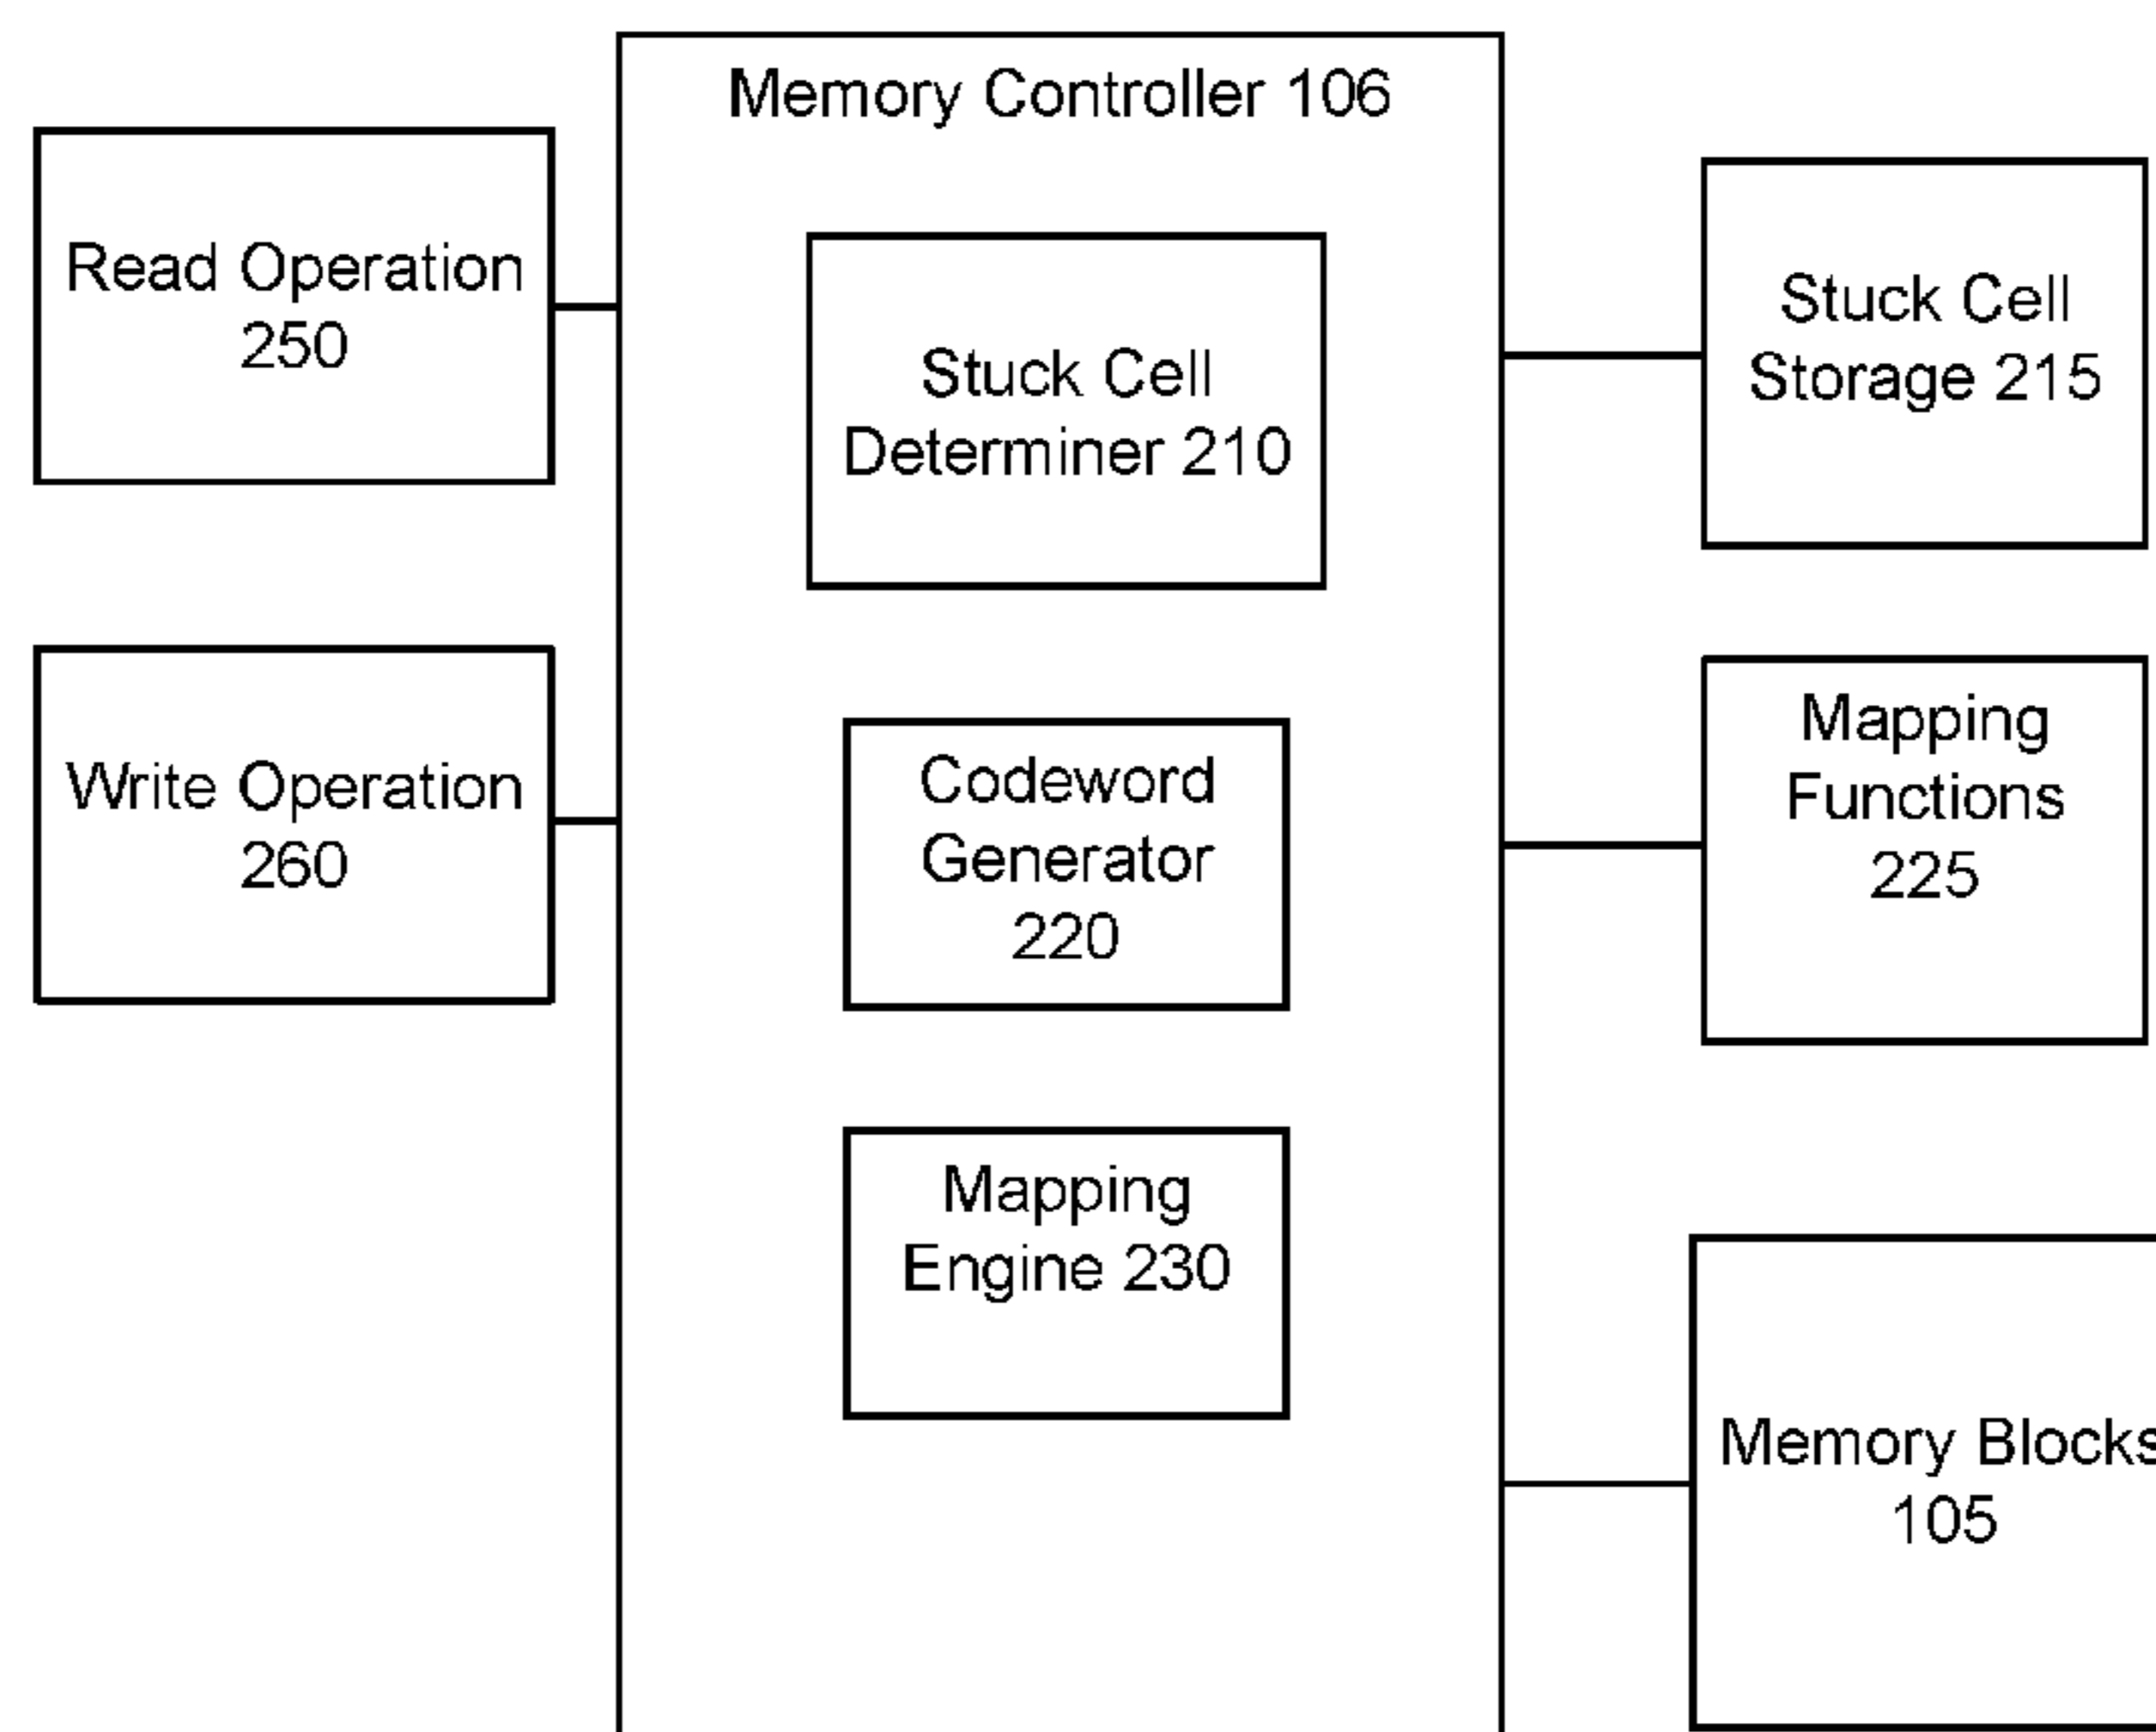 Memory Controller 106
Read Operation
250
Write Operation
260
Stuck Cell
Determiner 210
Codeword
Generator
220
Mapping
Engine 230
Stuck Cell
Storage 215
Mapping
Functions
225
Memory Blocks
105